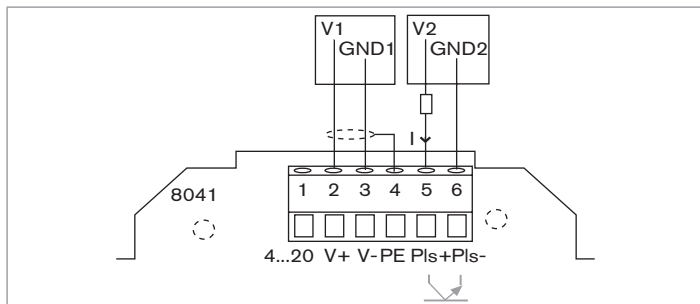 V1 V2
GND1 GND2
I
8041
1 2 3 4 5 6
4...20 V+ V- PE Pls+ Pls-